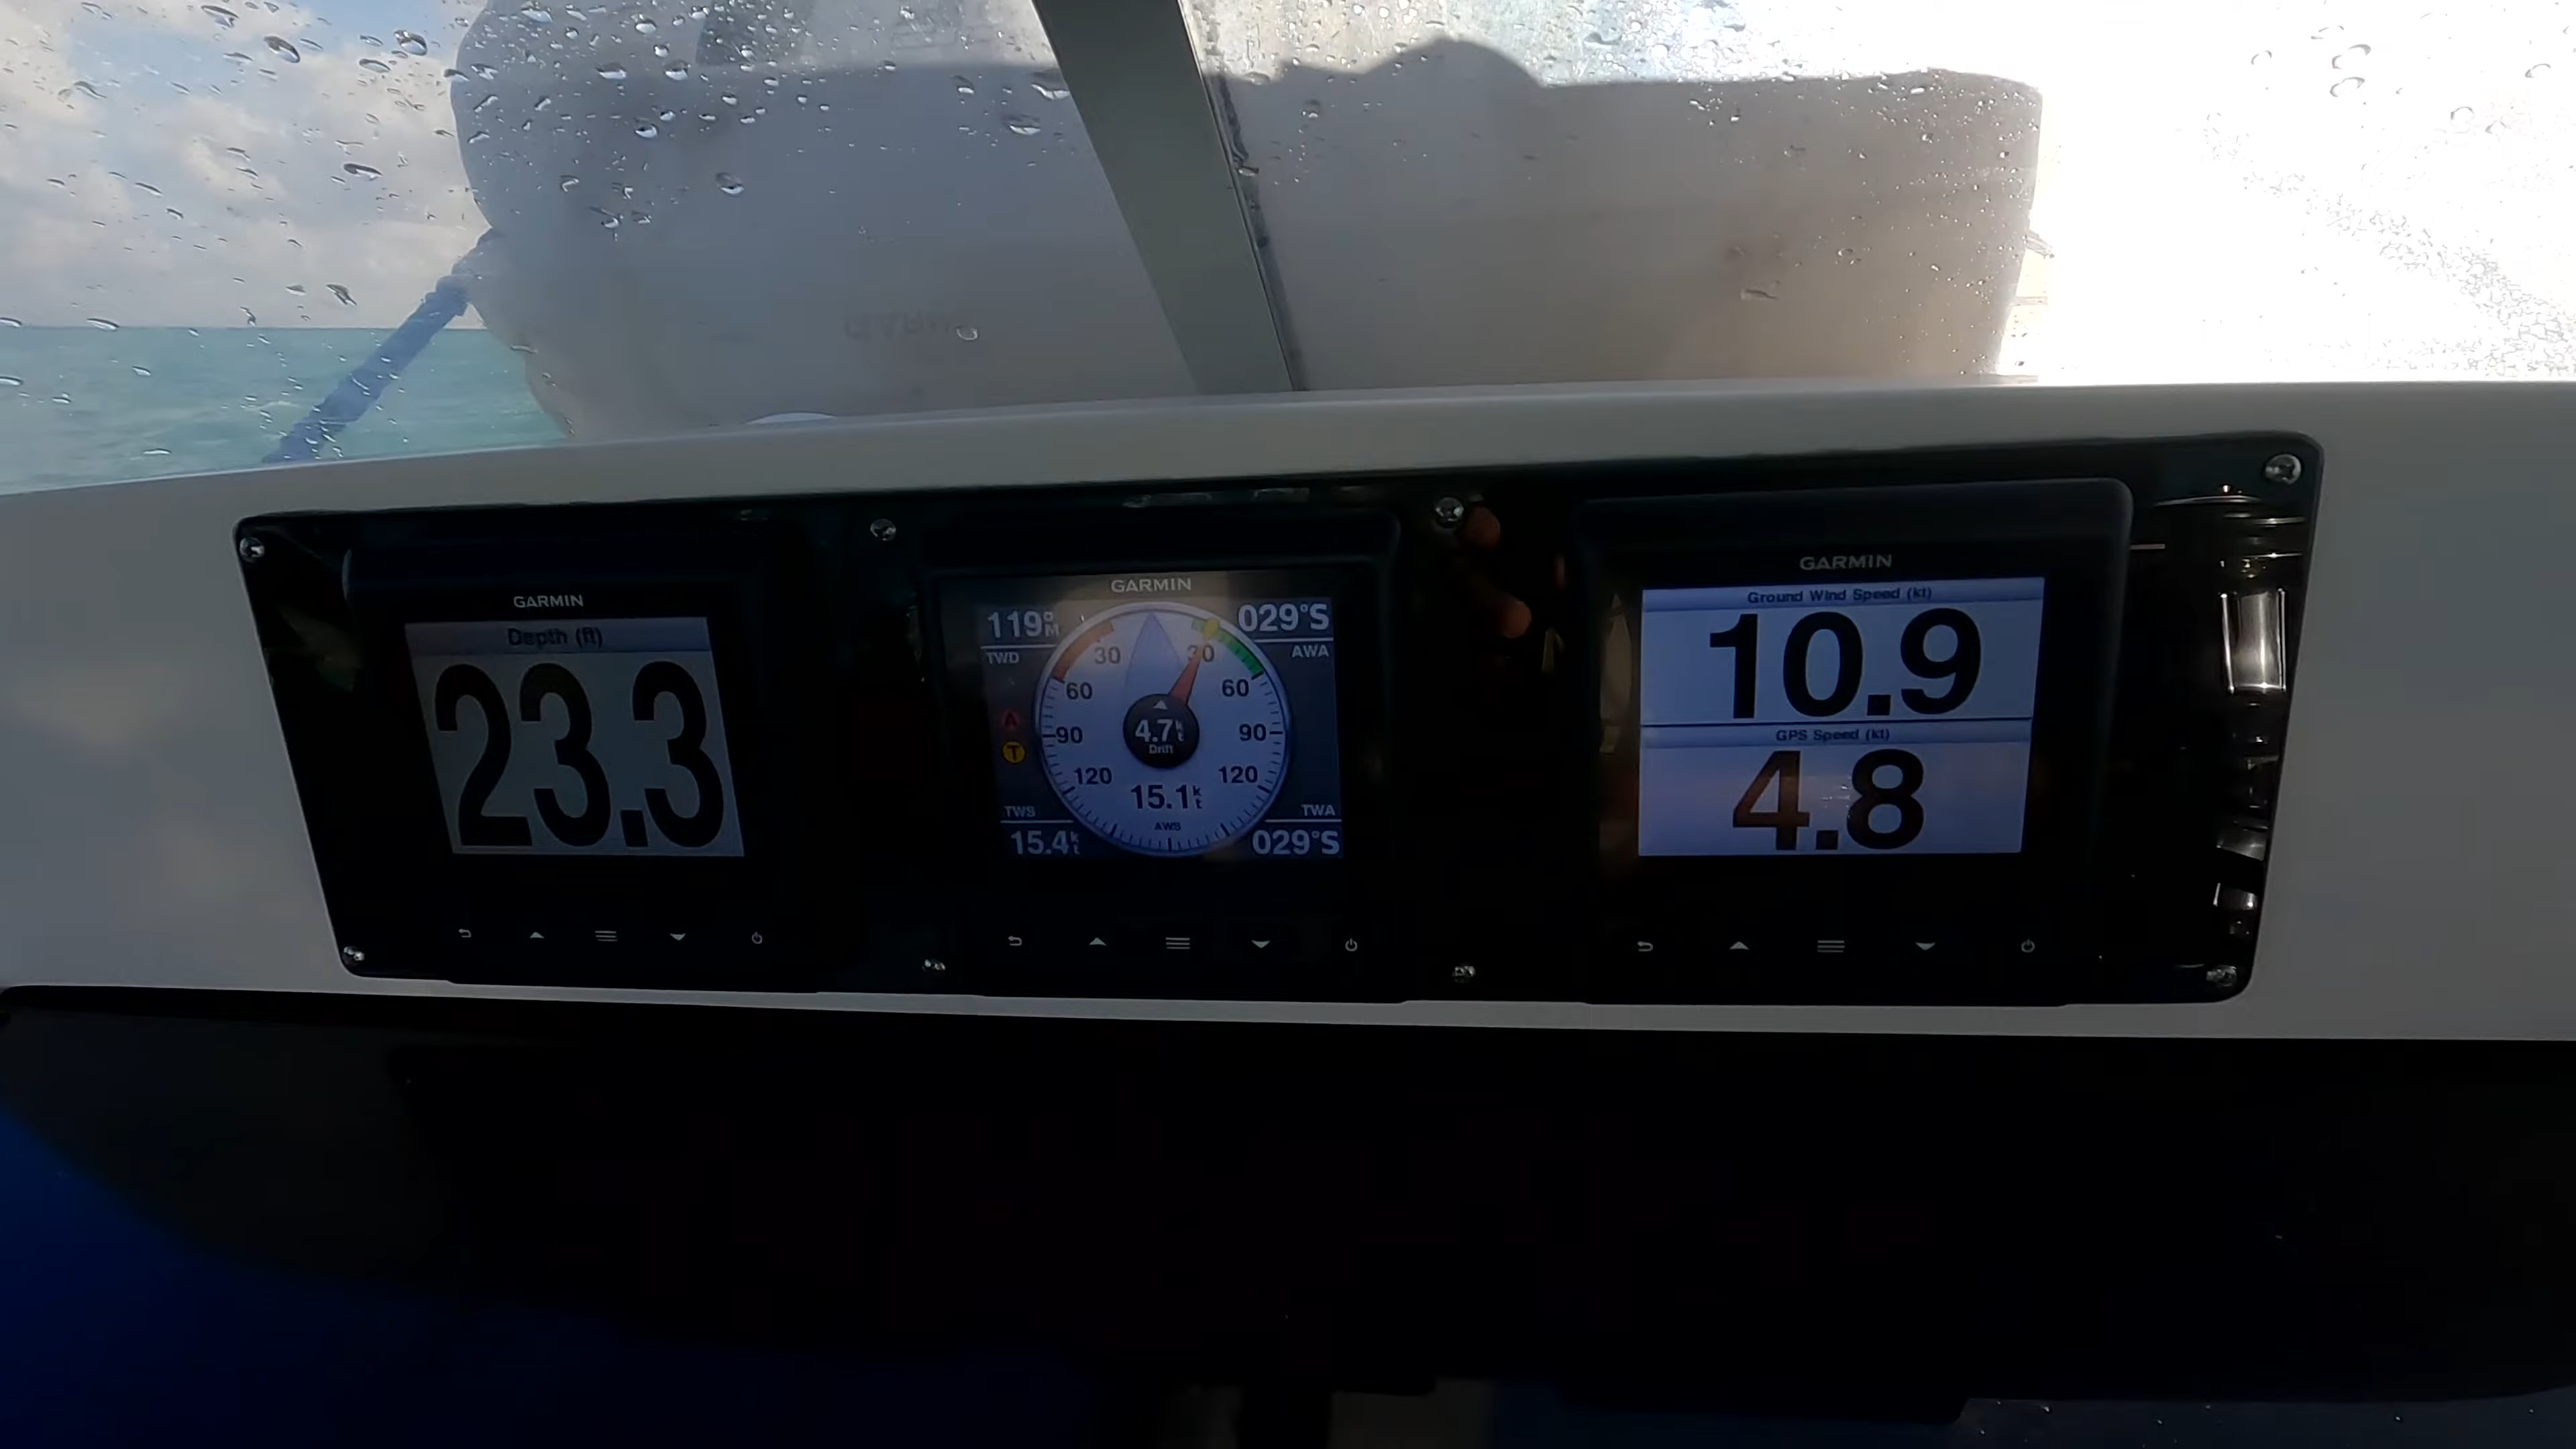 GARMIN
Depth (ft)
23.3
GARMIN
119°M
TWD
029°S
AWA
30
30
60
60
90
90
120
120
4.7kt
Drift
15.1kt
AWS
A
T
TWS
15.4kt
TWA
029°S
GARMIN
Ground Wind Speed (kt)
10.9
GPS Speed (kt)
4.8